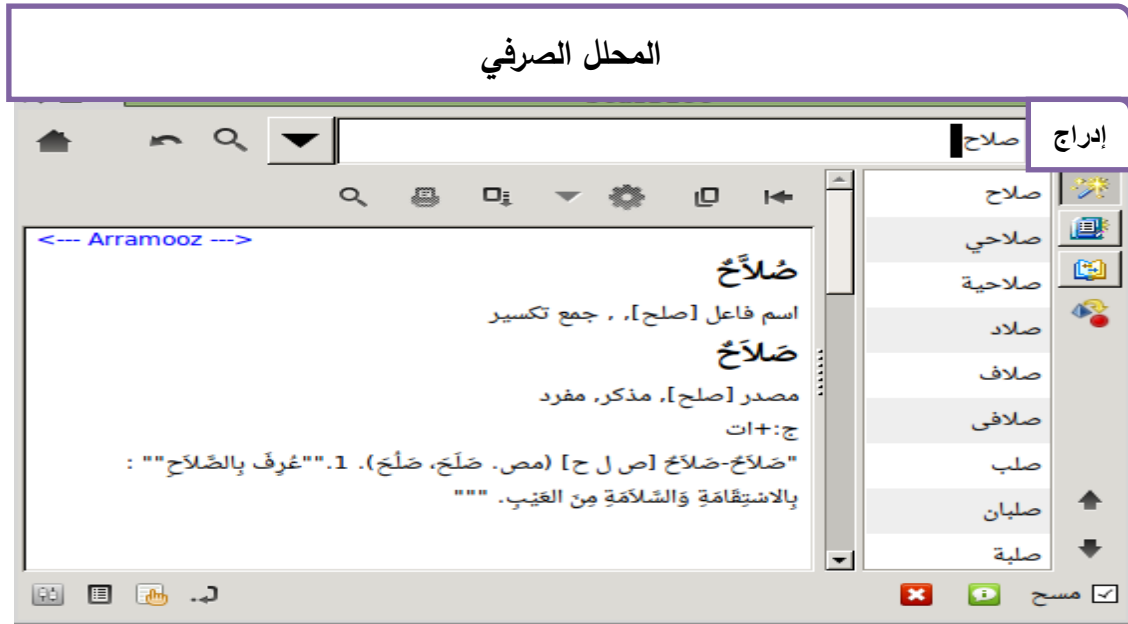 المحلل الصرفي
إدراج
صلاح
صلاح
صلاحي
صلاحية
صلاد
صلاف
صلافى
صلب
صلبان
صلبة
<--- Arramooz --->
صُلاَّحٌ
اسم فاعل [صلح], , جمع تكسير
صَلاَحٌ
مصدر [صلح], مذكر, مفرد
ج:+ات
"صَلاَحٌ-صَلاَحٌ [ص ل ح] (مص. صَلَحَ، صَلُحَ). 1.""عُرِفَ بِالصَّلاَحِ"" :
بِالاسْتِقَامَةِ وَالسَّلاَمَةِ مِنَ العَيْبِ. """
مسح